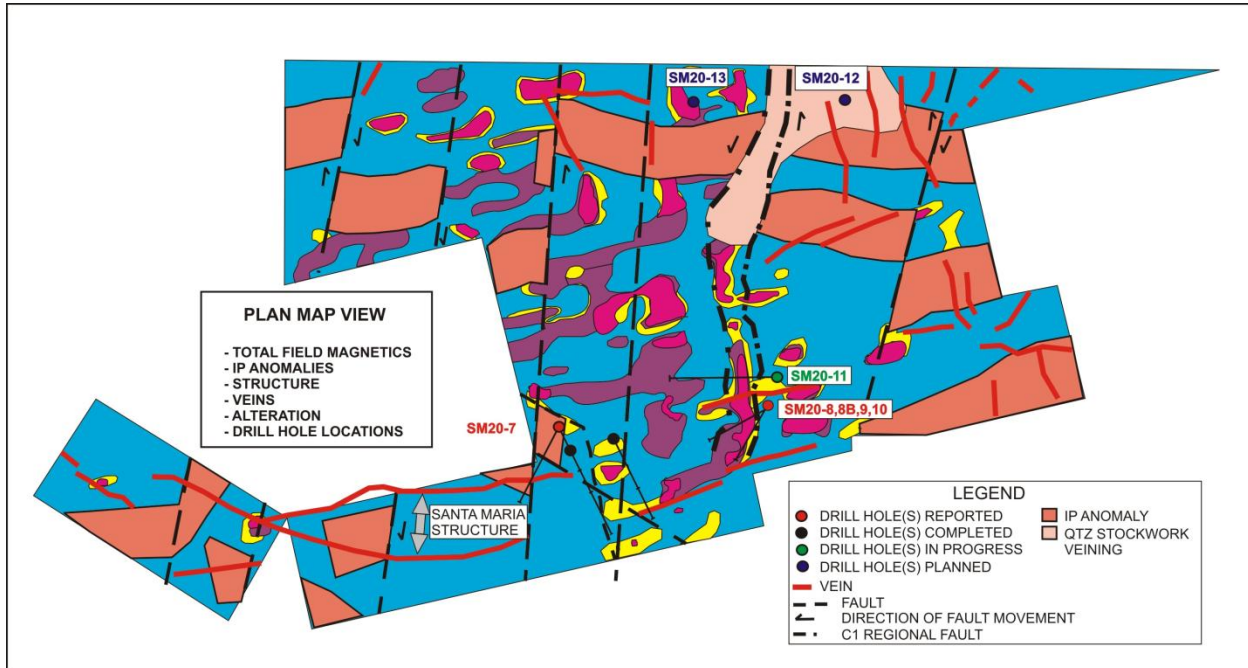 SM20-13
SM20-12
PLAN MAP VIEW
- TOTAL FIELD MAGNETICS
- IP ANOMALIES
- STRUCTURE
- VEINS
- ALTERATION
- DRILL HOLE LOCATIONS
SM20-11
SM20-8,8B,9,10
SM20-7
SANTA MARIA
STRUCTURE
LEGEND
DRILL HOLE(S) REPORTED
DRILL HOLE(S) COMPLETED
DRILL HOLE(S) IN PROGRESS
DRILL HOLE(S) PLANNED
VEIN
FAULT
DIRECTION OF FAULT MOVEMENT
C1 REGIONAL FAULT
IP ANOMALY
QTZ STOCKWORK
VEINING